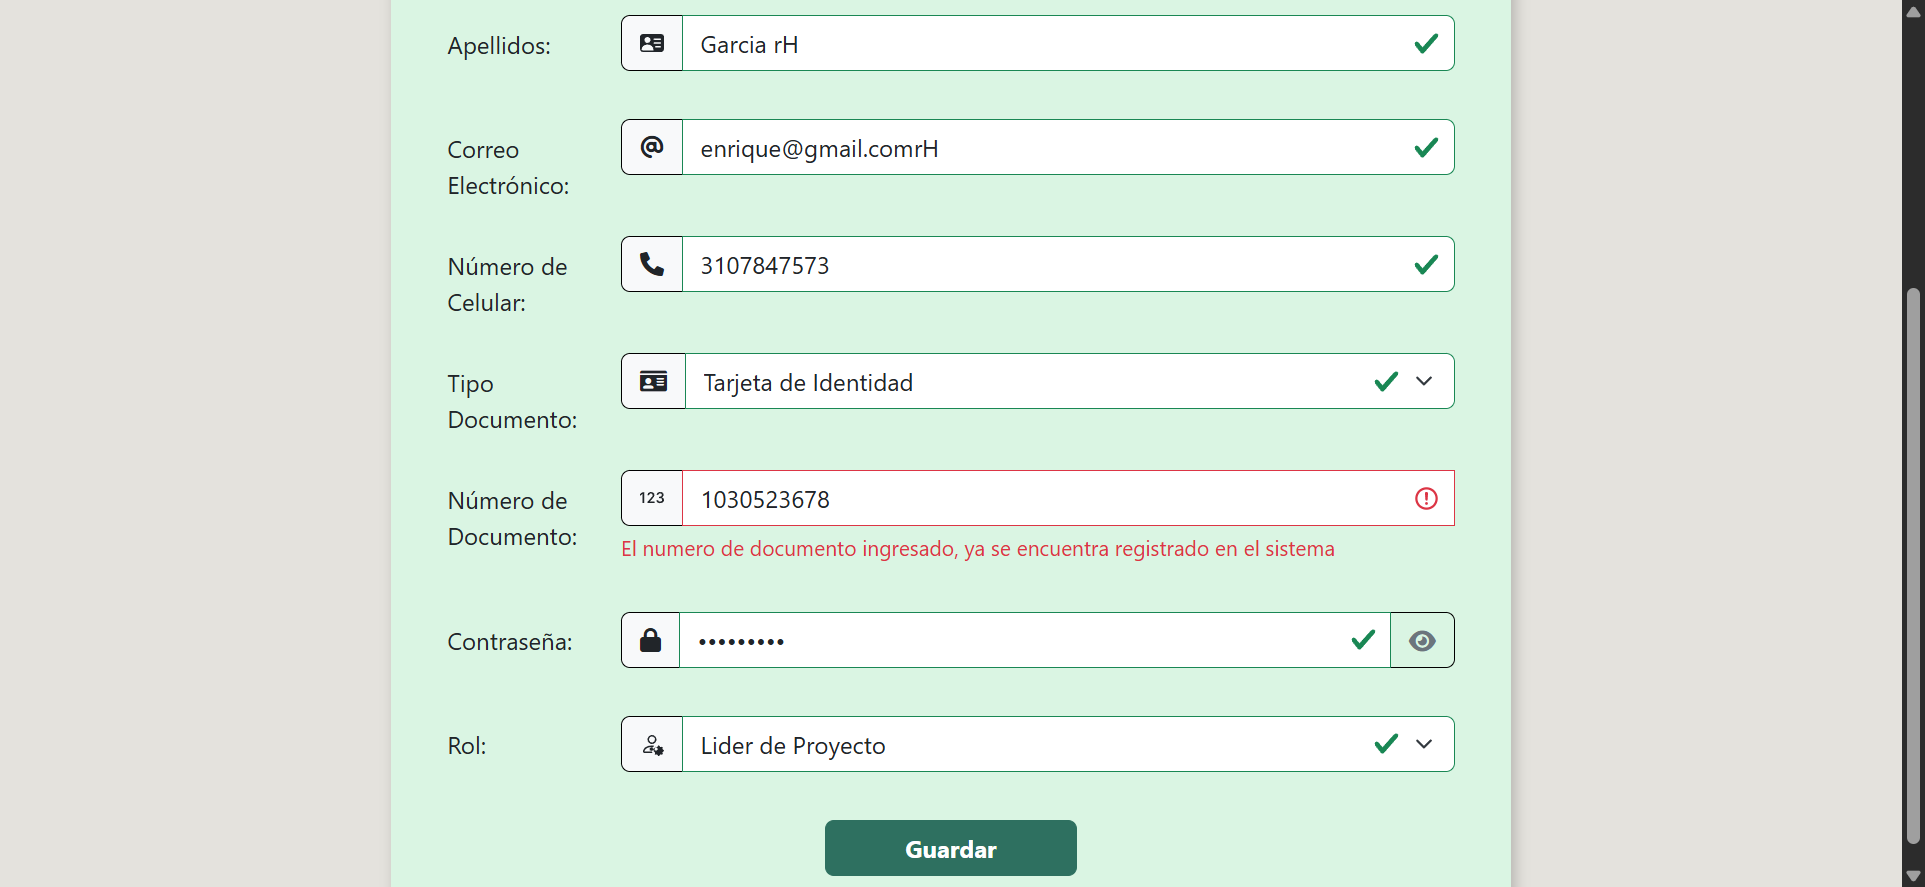 Apellidos:
Garcia rH
Correo
Electrónico:
enrique@gmail.comrH
Número de
Celular:
3107847573
Tipo
Documento:
Tarjeta de Identidad
Número de
Documento:
123
1030523678
El numero de documento ingresado, ya se encuentra registrado en el sistema
Contraseña:
•••••••••
Rol:
Lider de Proyecto
Guardar